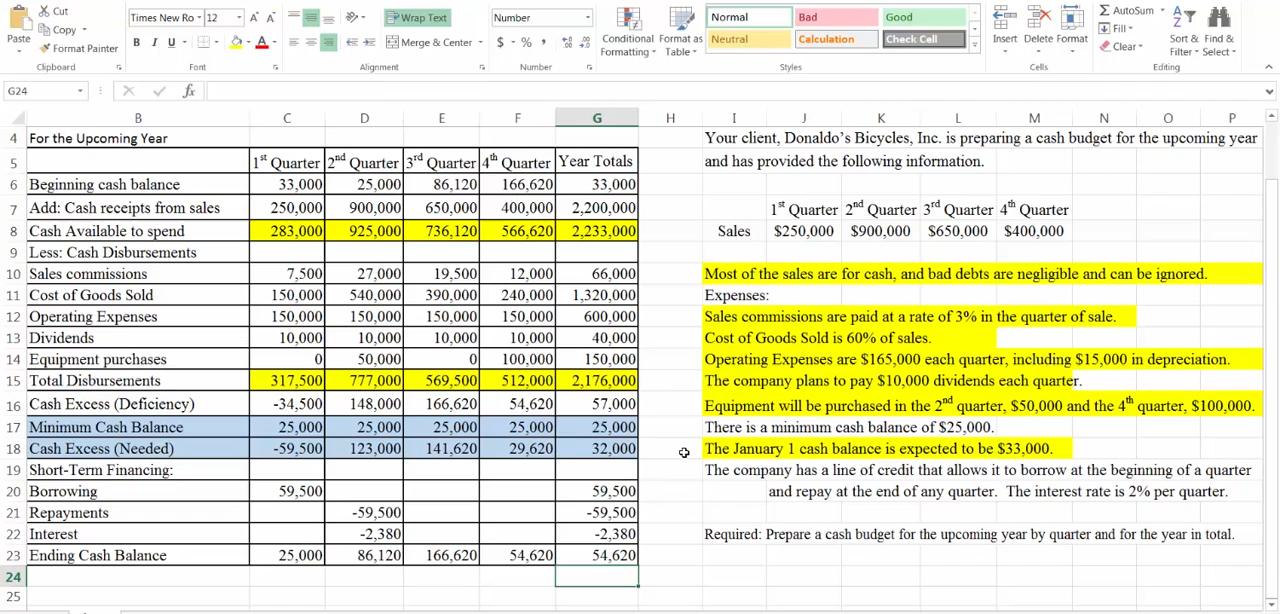 Cut
Copy
Format Painter
Paste
Clipboard
Times New Ro 12 A A
B I U A
Font
Wrap Text
Merge & Center
Alignment
Number
$ % ,
Number
Conditional Formatting
Format as Table
Normal Bad Good
Neutral Calculation Check Cell
Styles
Insert Delete Format
Cells
AutoSum
Fill
Clear
Sort & Filter
Find & Select
Editing
G24 fx
B C D E F G H I J K L M N O P
4 For the Upcoming Year Your client, Donaldo's Bicycles, Inc. is preparing a cash budget for the upcoming year
5 1st Quarter 2nd Quarter 3rd Quarter 4th Quarter Year Totals and has provided the following information.
6 Beginning cash balance 33,000 25,000 86,120 166,620 33,000
7 Add: Cash receipts from sales 250,000 900,000 650,000 400,000 2,200,000 1st Quarter 2nd Quarter 3rd Quarter 4th Quarter
8 Cash Available to spend 283,000 925,000 736,120 566,620 2,233,000 Sales $250,000 $900,000 $650,000 $400,000
9 Less: Cash Disbursements
10 Sales commissions 7,500 27,000 19,500 12,000 66,000 Most of the sales are for cash, and bad debts are negligible and can be ignored.
11 Cost of Goods Sold 150,000 540,000 390,000 240,000 1,320,000 Expenses:
12 Operating Expenses 150,000 150,000 150,000 150,000 600,000 Sales commissions are paid at a rate of 3% in the quarter of sale.
13 Dividends 10,000 10,000 10,000 10,000 40,000 Cost of Goods Sold is 60% of sales.
14 Equipment purchases 0 50,000 0 100,000 150,000 Operating Expenses are $165,000 each quarter, including $15,000 in depreciation.
15 Total Disbursements 317,500 777,000 569,500 512,000 2,176,000 The company plans to pay $10,000 dividends each quarter.
16 Cash Excess (Deficiency) -34,500 148,000 166,620 54,620 57,000 Equipment will be purchased in the 2nd quarter, $50,000 and the 4th quarter, $100,000.
17 Minimum Cash Balance 25,000 25,000 25,000 25,000 25,000 There is a minimum cash balance of $25,000.
18 Cash Excess (Needed) -59,500 123,000 141,620 29,620 32,000 The January 1 cash balance is expected to be $33,000.
19 Short-Term Financing: The company has a line of credit that allows it to borrow at the beginning of a quarter
20 Borrowing 59,500 59,500 and repay at the end of any quarter. The interest rate is 2% per quarter.
21 Repayments -59,500 -59,500
22 Interest -2,380 -2,380 Required: Prepare a cash budget for the upcoming year by quarter and for the year in total.
23 Ending Cash Balance 25,000 86,120 166,620 54,620 54,620
24
25